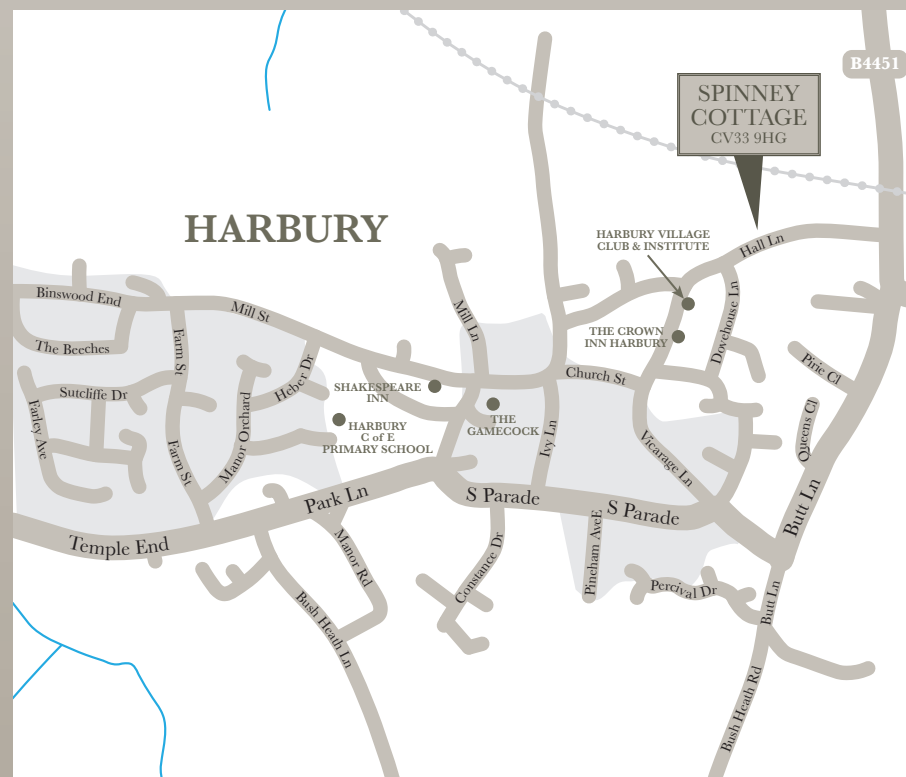 B4451
SPINNEY
COTTAGE
CV33 9HG
HARBURY
HARBURY VILLAGE
CLUB & INSTITUTE
Hall Ln
Binswood End
Mill St
Mill Ln
THE CROWN
INN HARBURY
Dovehouse Ln
The Beeches
Farm St
Heber Dr
Church St
Pirie Cl
Sutcliffe Dr
SHAKESPEARE
INN
Farley Ave
Manor Orchard
HARBURY
C of E
PRIMARY SCHOOL
THE
GAMECOCK
Ivy Ln
Queens Cl
Farm St
Vicarage Ln
Park Ln
S Parade
S Parade
Butt Ln
Temple End
Manor Rd
Constance Dr
Pineham AveE
Percival Dr
Butt Ln
Bush Heath Ln
Bush Heath Rd